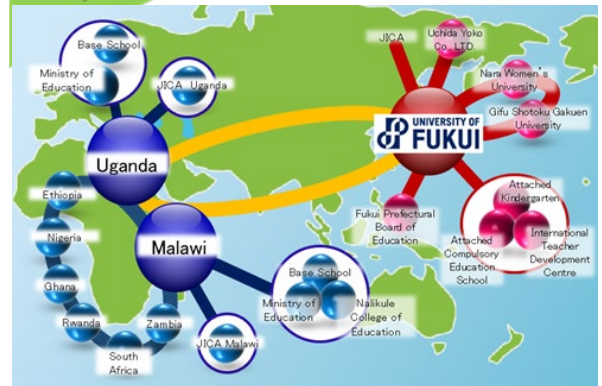 Base School
Ministry of
Education
JICA Uganda
Uganda
Ethiopia
Nigeria
Ghana
Rwanda
South
Africa
Zambia
Malawi
Base School
Ministry of
Education
Nalikule
College of
Education
JICA Malawi
JICA
Uchida Yoko
Co. LTD
Nara Women's
University
Gifu Shotoku Gakuen
University
UNIVERSITY OF
FUKUI
Fukui Prefectural
Board of
Education
Attached
Kindergarten
Attached
Compulsory
Education
School
International
Teacher
Development
Centre